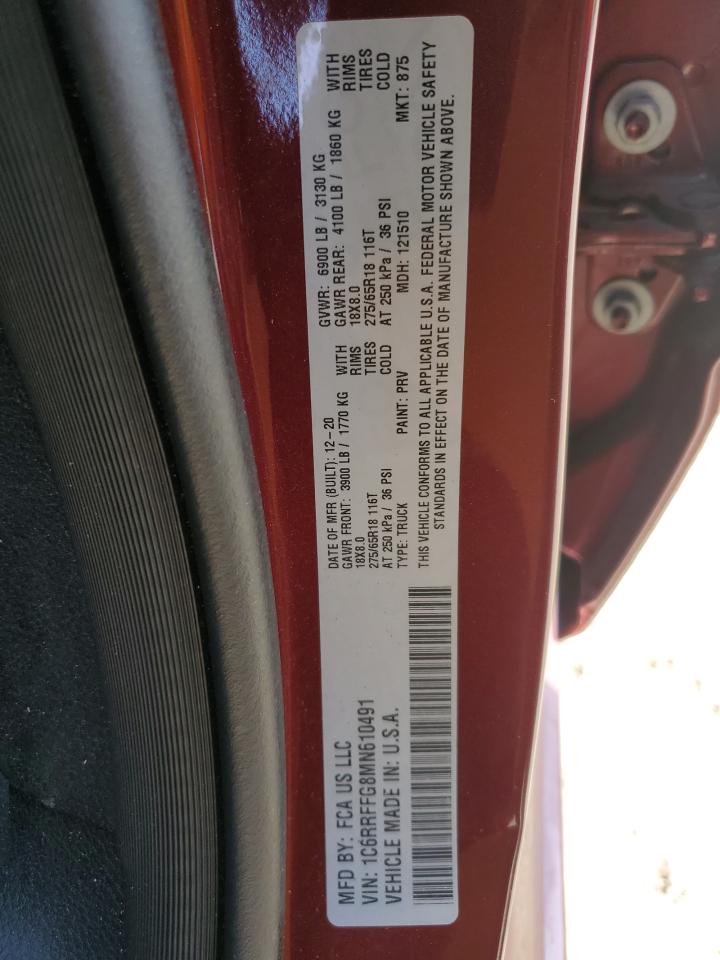 MFD BY: FCA US LLC
VIN: 1C6RRFFG8MN610491
VEHICLE MADE IN: U.S.A.
DATE OF MFR (BUILT): 12-20 GVWR: 6900 LB / 3130 KG
GAWR FRONT: 3900 LB / 1770 KG WITH GAWR REAR: 4100 LB / 1860 KG WITH
18X8.0 RIMS 18X8.0 RIMS
275/65R18 116T TIRES 275/65R18 116T TIRES
AT 250 kPa / 36 PSI COLD AT 250 kPa / 36 PSI COLD
TYPE: TRUCK PAINT: PRV MDH: 121510 MKT: 875
THIS VEHICLE CONFORMS TO ALL APPLICABLE U.S.A. FEDERAL MOTOR VEHICLE SAFETY
STANDARDS IN EFFECT ON THE DATE OF MANUFACTURE SHOWN ABOVE.